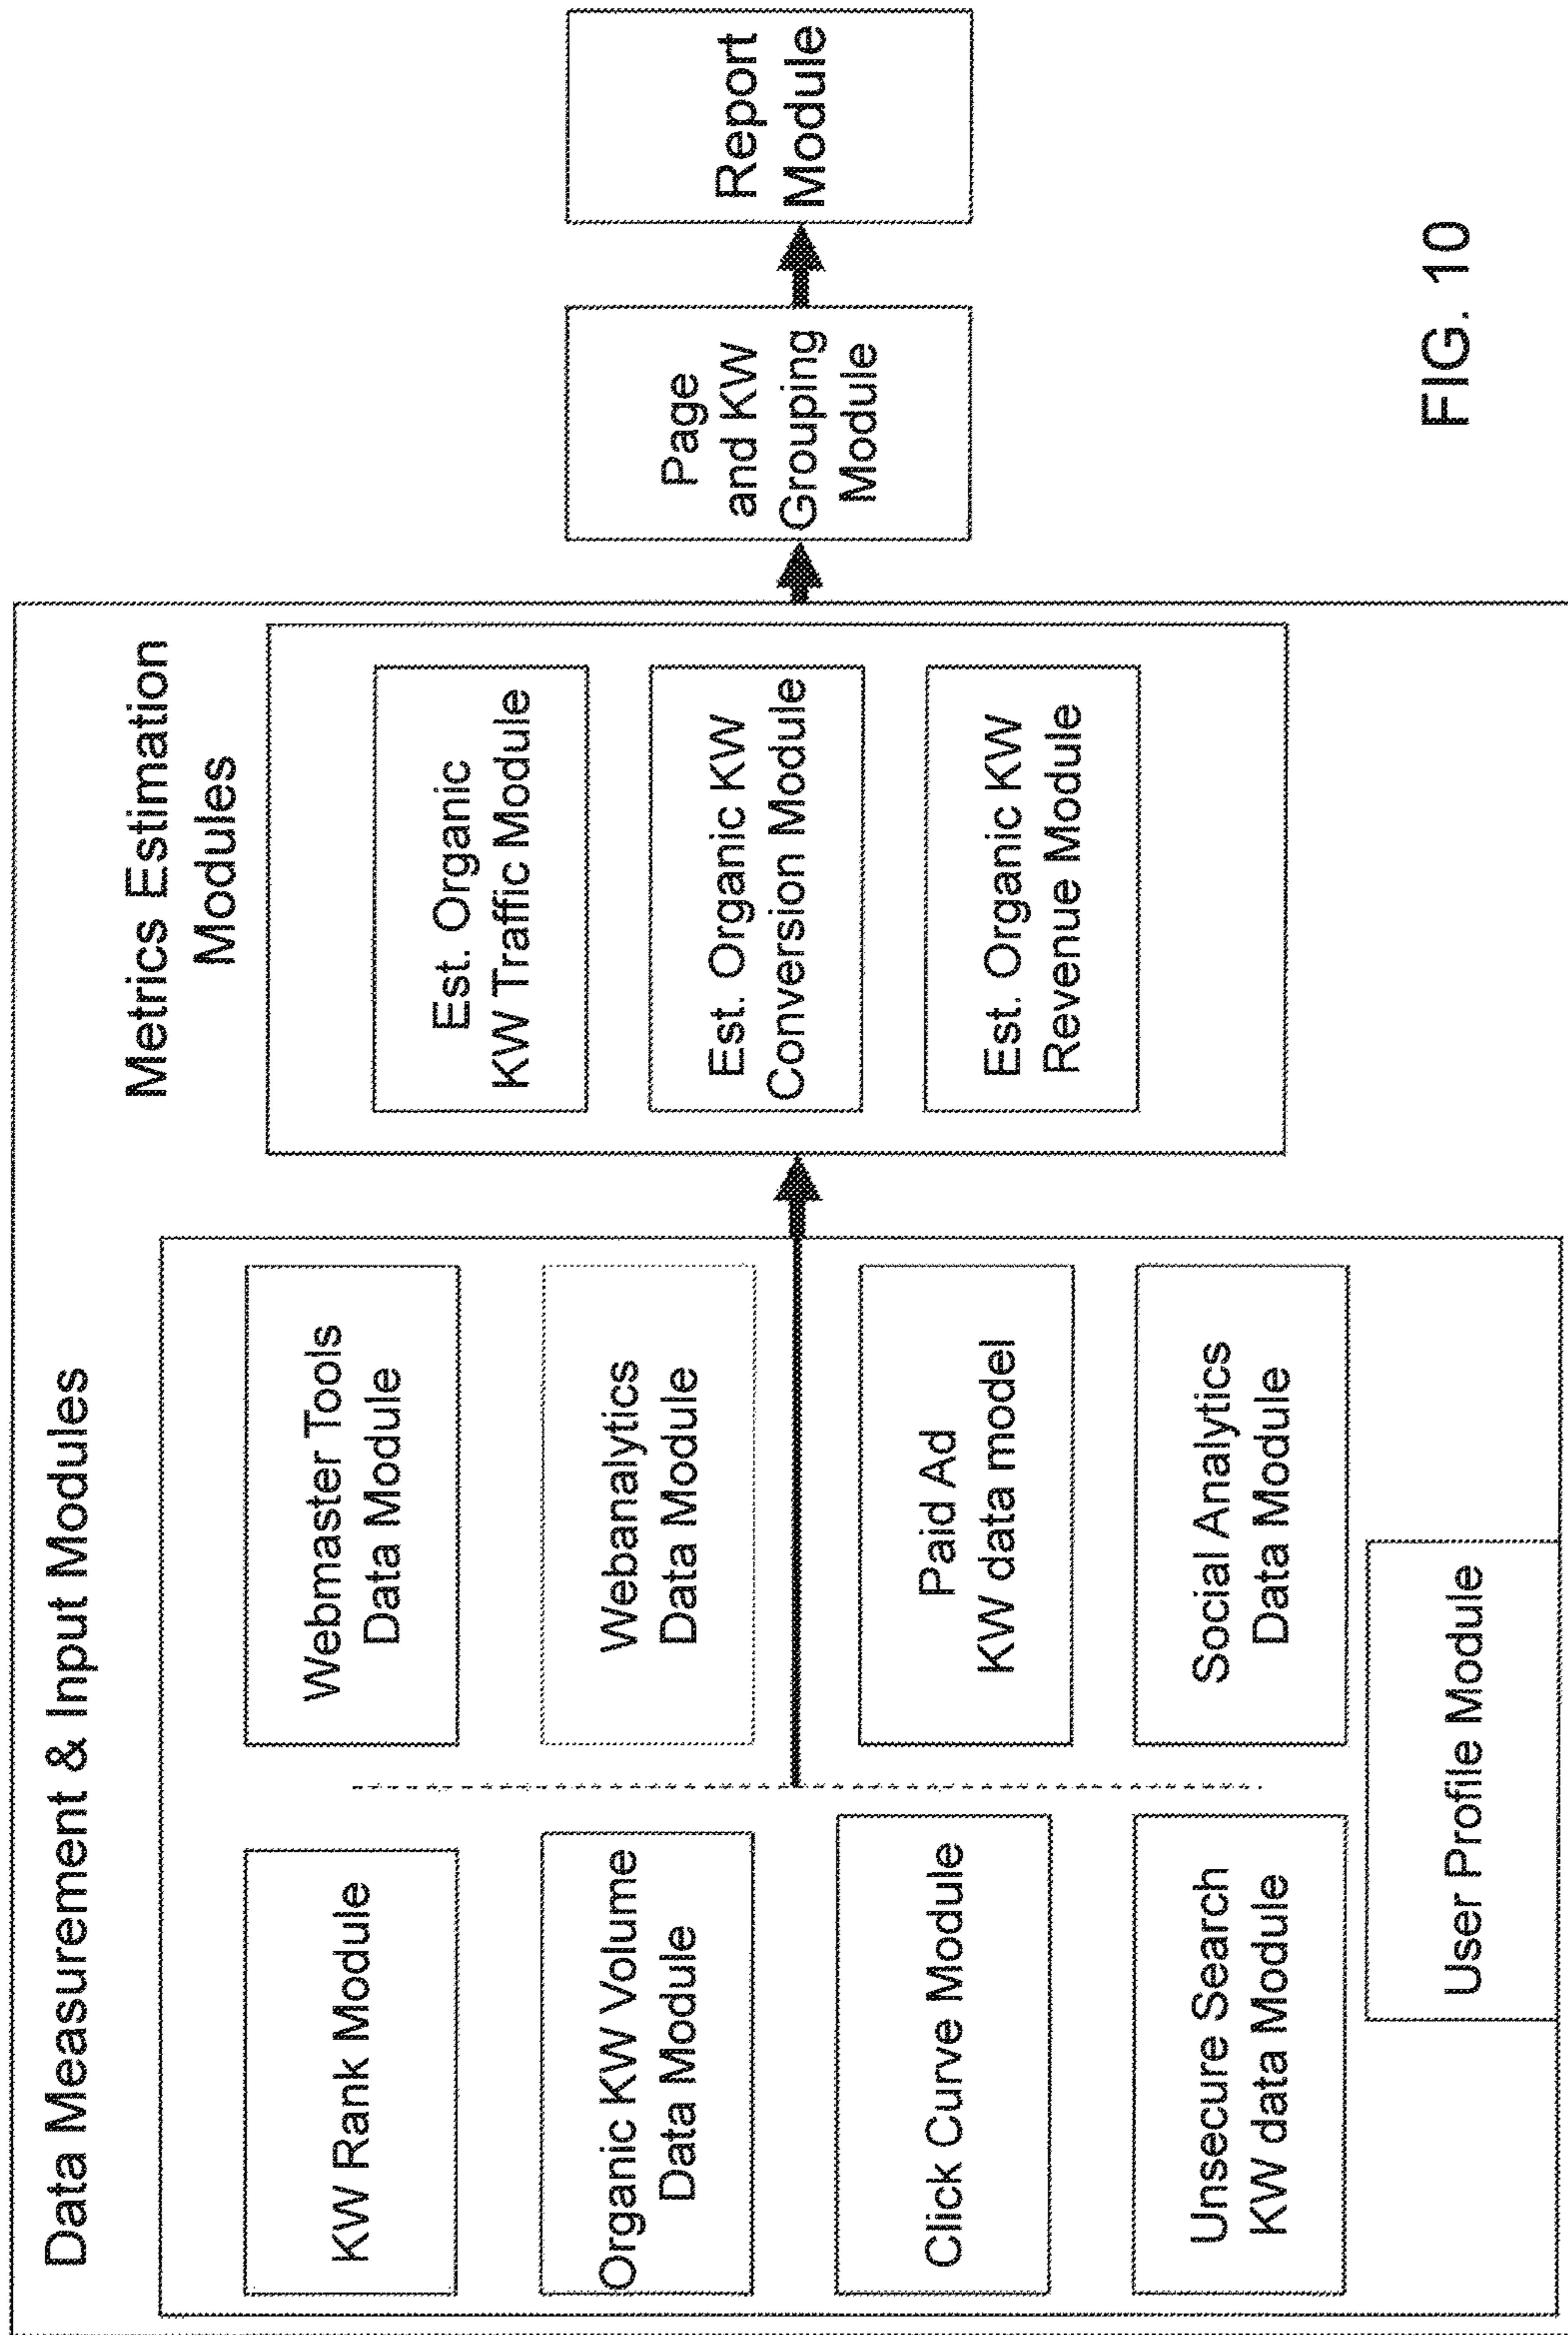 Data Measurement & Input Modules
KW Rank Module
Organic KW Volume
Data Module
Click Curve Module
Unsecure Search
KW data Module
Webmaster Tools
Data Module
Webanalytics
Data Module
Paid Ad
KW data model
Social Analytics
Data Module
User Profile Module
Metrics Estimation
Modules
Est. Organic
KW Traffic Module
Est. Organic KW
Conversion Module
Est. Organic KW
Revenue Module
Page
and KW
Grouping
Module
Report
Module
FIG. 10